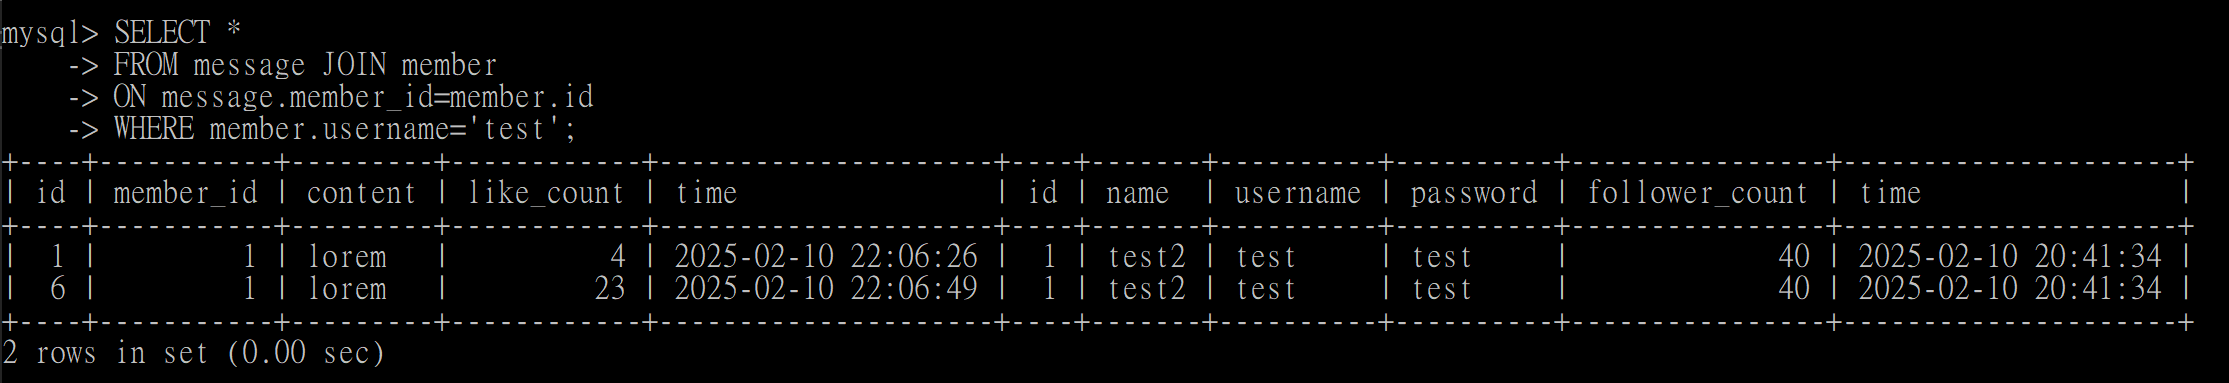 mysql> SELECT *
    -> FROM message JOIN member
    -> ON message.member_id=member.id
    -> WHERE member.username='test';
+----+-----------+---------+------------+---------------------+----+-------+----------+----------+----------------+---------------------+
| id | member_id | content | like_count | time                | id | name  | username | password | follower_count | time                |
+----+-----------+---------+------------+---------------------+----+-------+----------+----------+----------------+---------------------+
|  1 |         1 | lorem   |          4 | 2025-02-10 22:06:26 |  1 | test2 | test     | test     |             40 | 2025-02-10 20:41:34 |
|  6 |         1 | lorem   |         23 | 2025-02-10 22:06:49 |  1 | test2 | test     | test     |             40 | 2025-02-10 20:41:34 |
+----+-----------+---------+------------+---------------------+----+-------+----------+----------+----------------+---------------------+
2 rows in set (0.00 sec)